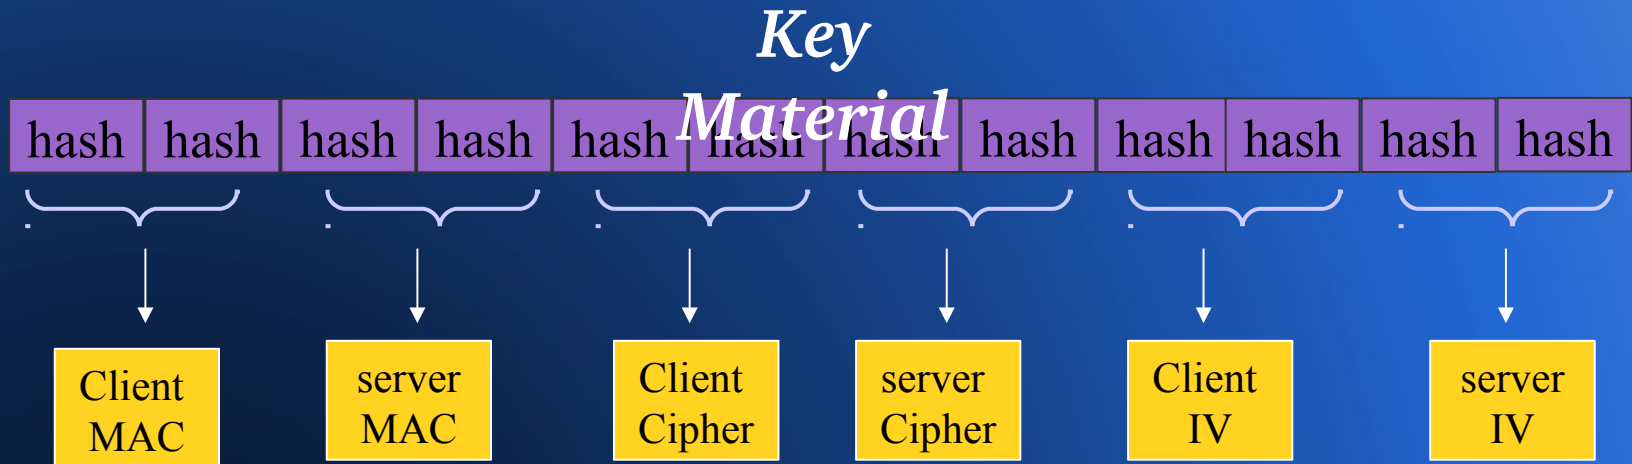 Key
Material
hash hash hash hash hash hash hash hash hash hash hash hash
Client
MAC
server
MAC
Client
Cipher
server
Cipher
Client
IV
server
IV